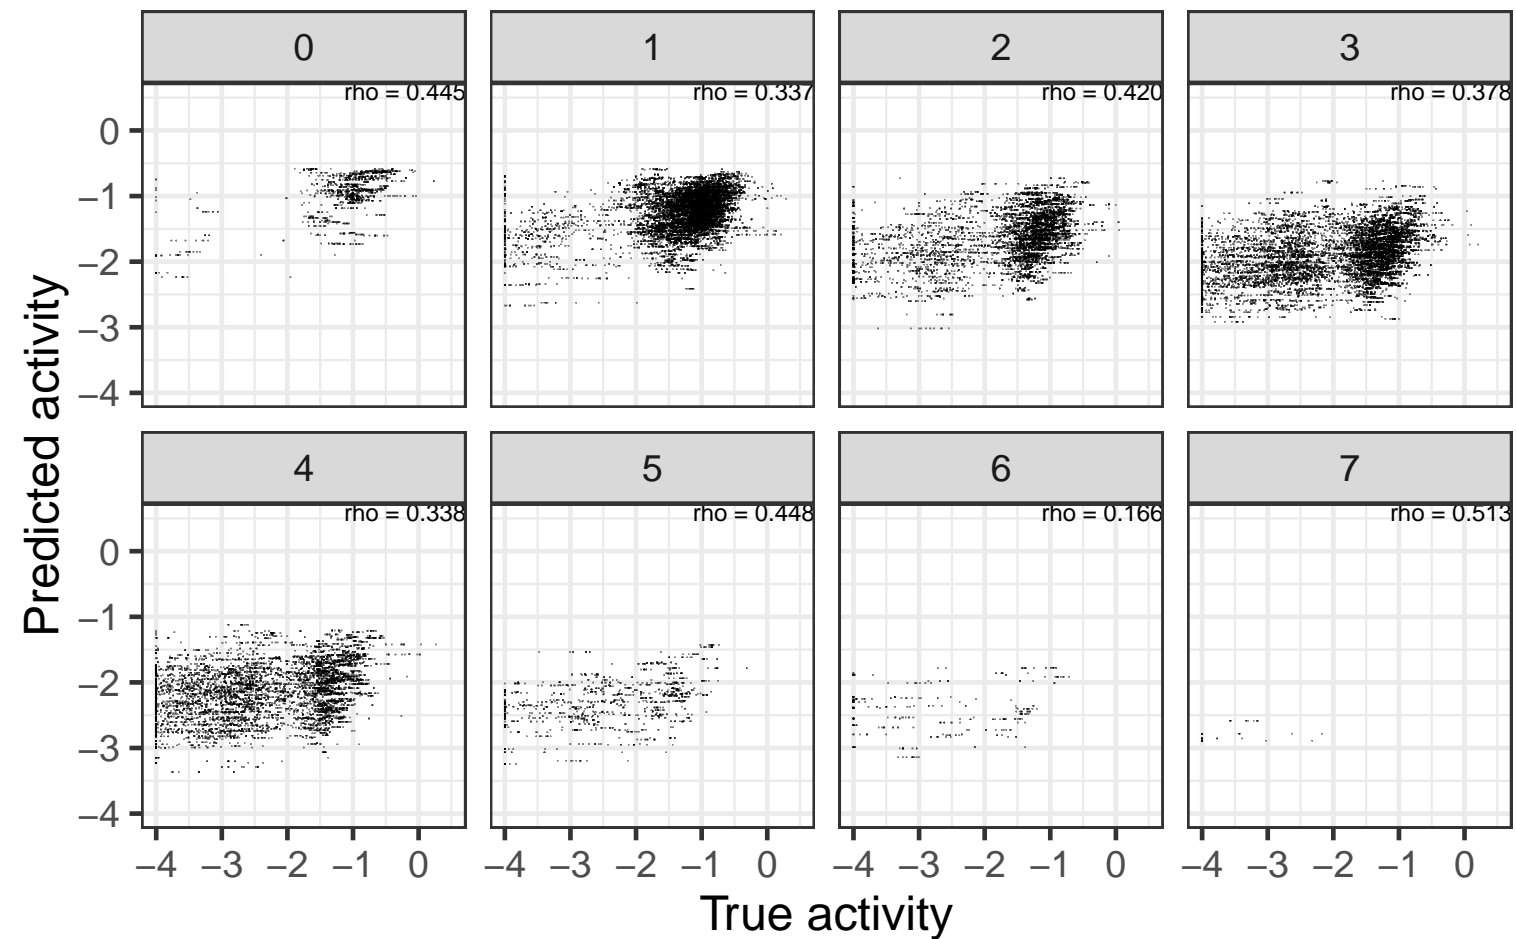 0 1 2 3
rho = 0.445 rho = 0.337 rho = 0.420 rho = 0.378
0
−1
−2
−3
−4
4 5 6 7
rho = 0.338 rho = 0.448 rho = 0.166 rho = 0.513
0
−1
−2
−3
−4
−4 −3 −2 −1 0 −4 −3 −2 −1 0 −4 −3 −2 −1 0 −4 −3 −2 −1 0
True activity
Predicted activity